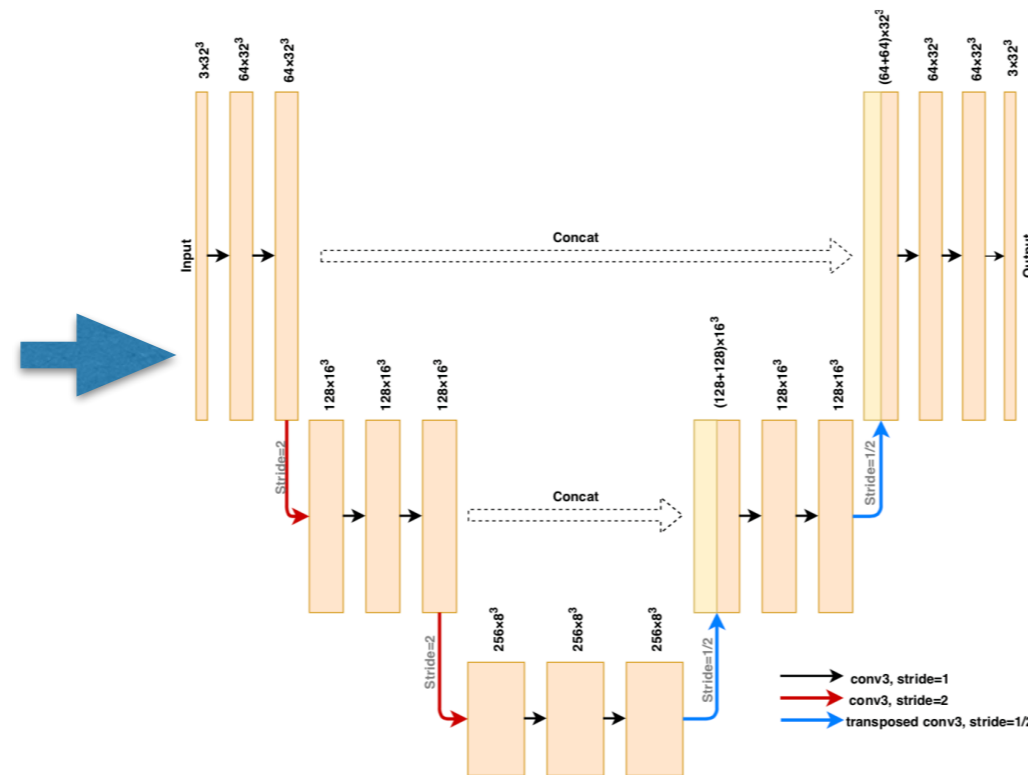 3×32³
64×32³
64×32³
(64+64)×32³
64×32³
64×32³
3×32³
Input
Concat
Output
Stride=2
128×16³
128×16³
128×16³
(128+128)×16³
128×16³
128×16³
Stride=1/2
Concat
Stride=2
256×8³
256×8³
256×8³
Stride=1/2
conv3, stride=1
conv3, stride=2
transposed conv3, stride=1/2